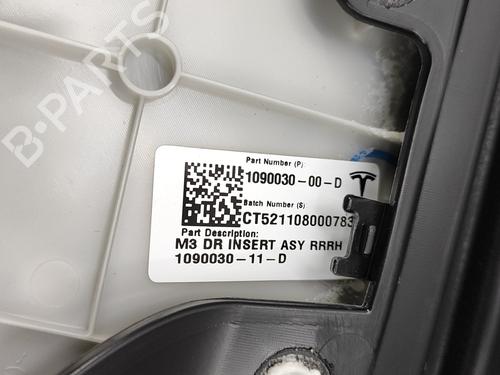 B-PARTS
Part Number (P):
1090030-00-D
Batch Number (S)
CT521108000783
Part Description:
M3 DR INSERT ASY RRRH
1090030-11-D